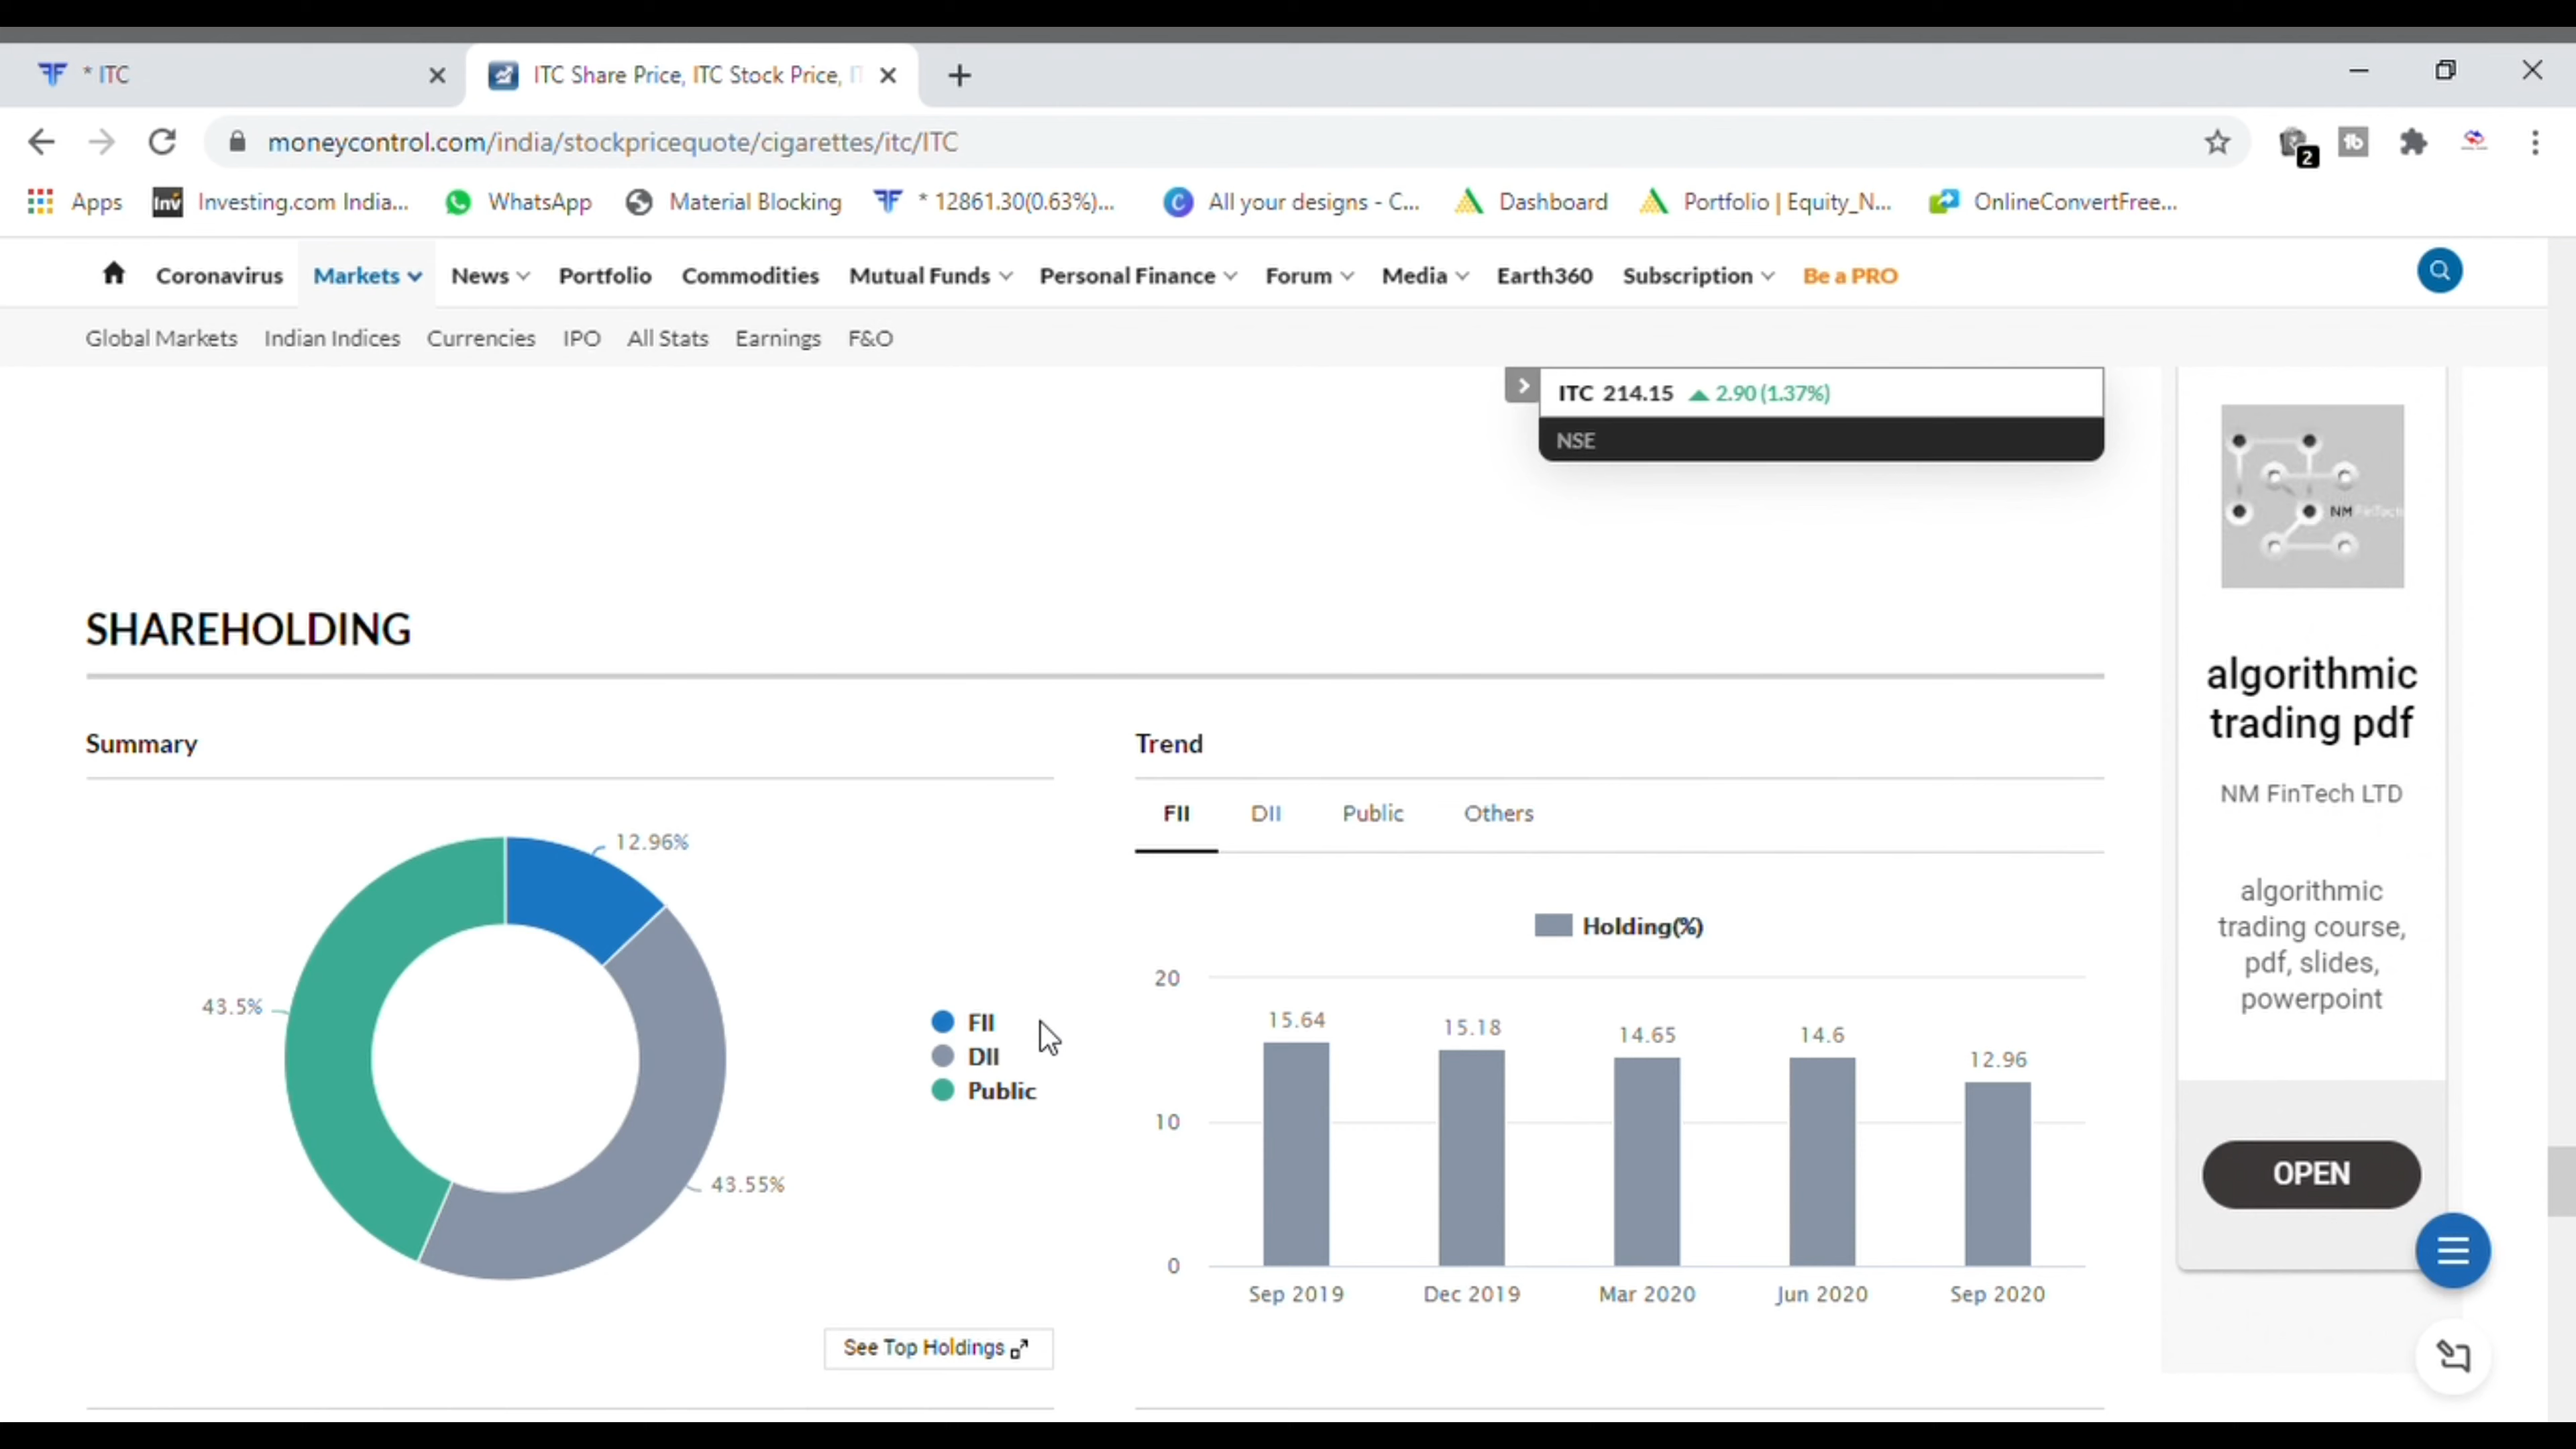 * ITC
ITC Share Price, ITC Stock Price,
moneycontrol.com/india/stockpricequote/cigarettes/itc/ITC
2
Apps
Inv Investing.com India...
WhatsApp
Material Blocking
* 12861.30(0.63%)...
C All your designs - C...
Dashboard
Portfolio | Equity_N...
OnlineConvertFree...
Coronavirus Markets News Portfolio Commodities Mutual Funds Personal Finance Forum Media Earth360 Subscription Be a PRO
Global Markets Indian Indices Currencies IPO All Stats Earnings F&O
ITC 214.15 2.90 (1.37%)
NSE
SHAREHOLDING
Summary
12.96%
43.5%
43.55%
FII
DII
Public
See Top Holdings
Trend
FII DII Public Others
Holding(%)
20
10
0
15.64 15.18 14.65 14.6 12.96
Sep 2019 Dec 2019 Mar 2020 Jun 2020 Sep 2020
NM
algorithmic
trading pdf
NM FinTech LTD
algorithmic
trading course,
pdf, slides,
powerpoint
OPEN